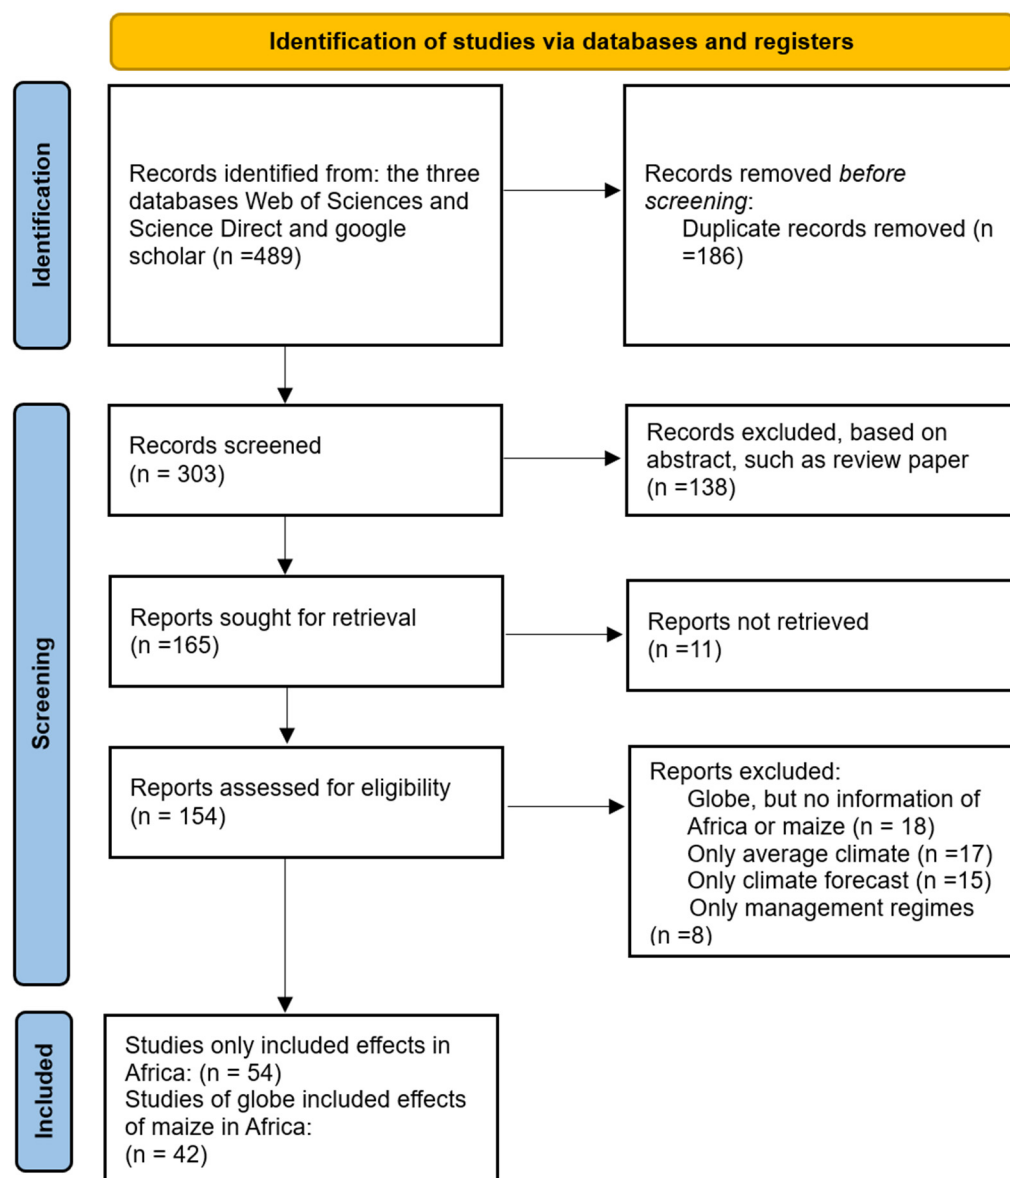 Identification of studies via databases and registers
Identification
Records identified from: the three
databases Web of Sciences and
Science Direct and google
scholar (n =489)
Records removed before
screening:
Duplicate records removed (n
=186)
Screening
Records screened
(n = 303)
Records excluded, based on
abstract, such as review paper
(n =138)
Reports sought for retrieval
(n =165)
Reports not retrieved
(n =11)
Reports assessed for eligibility
(n = 154)
Reports excluded:
Globe, but no information of
Africa or maize (n = 18)
Only average climate (n =17)
Only climate forecast (n =15)
Only management regimes
(n =8)
Included
Studies only included effects in
Africa: (n = 54)
Studies of globe included effects
of maize in Africa:
(n = 42)